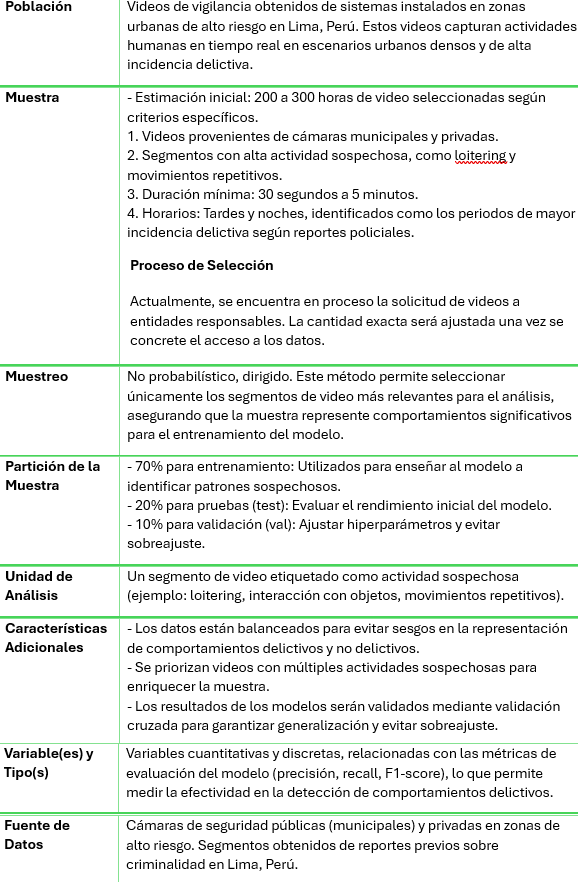 Población
Videos de vigilancia obtenidos de sistemas instalados en zonas
urbanas de alto riesgo en Lima, Perú. Estos videos capturan actividades
humanas en tiempo real en escenarios urbanos densos y de alta
incidencia delictiva.
Muestra
- Estimación inicial: 200 a 300 horas de video seleccionadas según
criterios específicos.
1. Videos provenientes de cámaras municipales y privadas.
2. Segmentos con alta actividad sospechosa, como loitering y
movimientos repetitivos.
3. Duración mínima: 30 segundos a 5 minutos.
4. Horarios: Tardes y noches, identificados como los periodos de mayor
incidencia delictiva según reportes policiales.
Proceso de Selección
Actualmente, se encuentra en proceso la solicitud de videos a
entidades responsables. La cantidad exacta será ajustada una vez se
concrete el acceso a los datos.
Muestreo
No probabilístico, dirigido. Este método permite seleccionar
únicamente los segmentos de video más relevantes para el análisis,
asegurando que la muestra represente comportamientos significativos
para el entrenamiento del modelo.
Partición de la
Muestra
- 70% para entrenamiento: Utilizados para enseñar al modelo a
identificar patrones sospechosos.
- 20% para pruebas (test): Evaluar el rendimiento inicial del modelo.
- 10% para validación (val): Ajustar hiperparámetros y evitar
sobreajuste.
Unidad de
Análisis
Un segmento de video etiquetado como actividad sospechosa
(ejemplo: loitering, interacción con objetos, movimientos repetitivos).
Características
Adicionales
- Los datos están balanceados para evitar sesgos en la representación
de comportamientos delictivos y no delictivos.
- Se priorizan videos con múltiples actividades sospechosas para
enriquecer la muestra.
- Los resultados de los modelos serán validados mediante validación
cruzada para garantizar generalización y evitar sobreajuste.
Variable(es) y
Tipo(s)
Variables cuantitativas y discretas, relacionadas con las métricas de
evaluación del modelo (precisión, recall, F1-score), lo que permite
medir la efectividad en la detección de comportamientos delictivos.
Fuente de
Datos
Cámaras de seguridad públicas (municipales) y privadas en zonas de
alto riesgo. Segmentos obtenidos de reportes previos sobre
criminalidad en Lima, Perú.